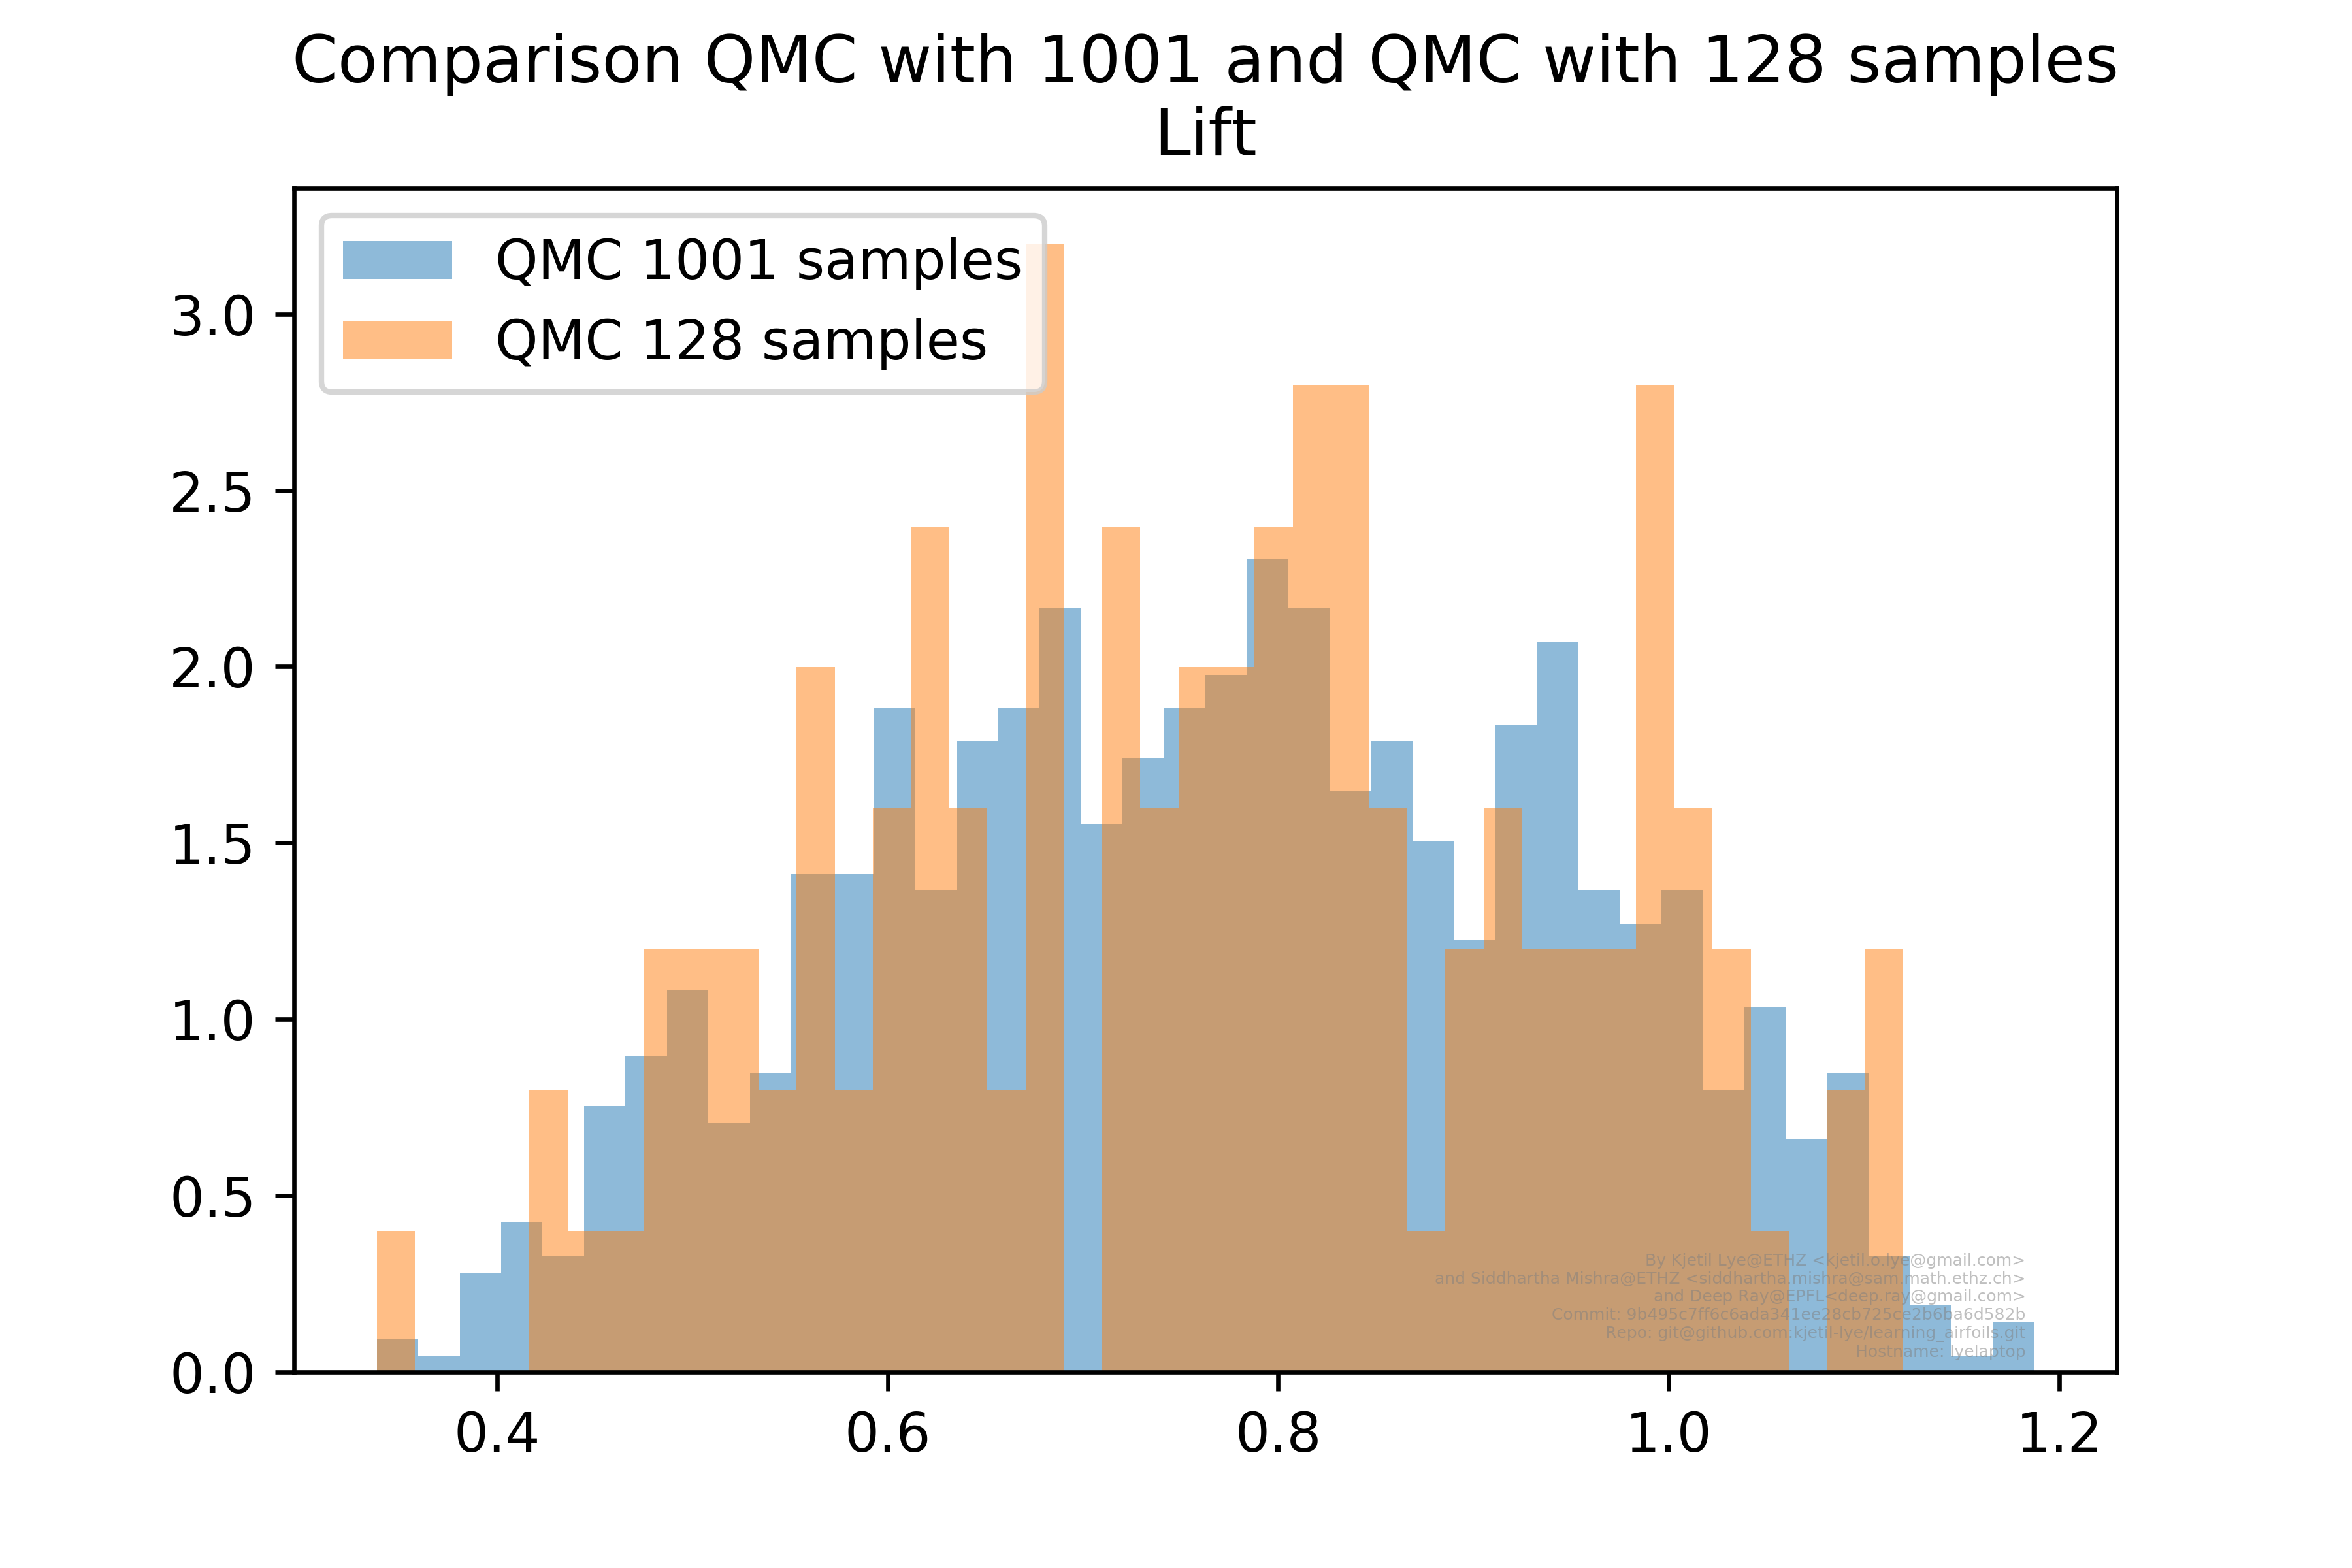 Comparison QMC with 1001 and QMC with 128 samples
Lift
QMC 1001 samples
QMC 128 samples
3.0
2.5
2.0
1.5
1.0
0.5
0.0
0.4 0.6 0.8 1.0 1.2
By Kjetil Lye@ETHZ <kjetil.o.lye@gmail.com>
and Siddhartha Mishra@ETHZ <siddhartha.mishra@sam.math.ethz.ch>
and Deep Ray@EPFL<deep.ray@gmail.com>
Commit: 9b495c7ff6c6ada341ee28cb725ce2b6ba6d582b
Repo: git@github.com:kjetil-lye/learning_airfoils.git
Hostname: lyelaptop